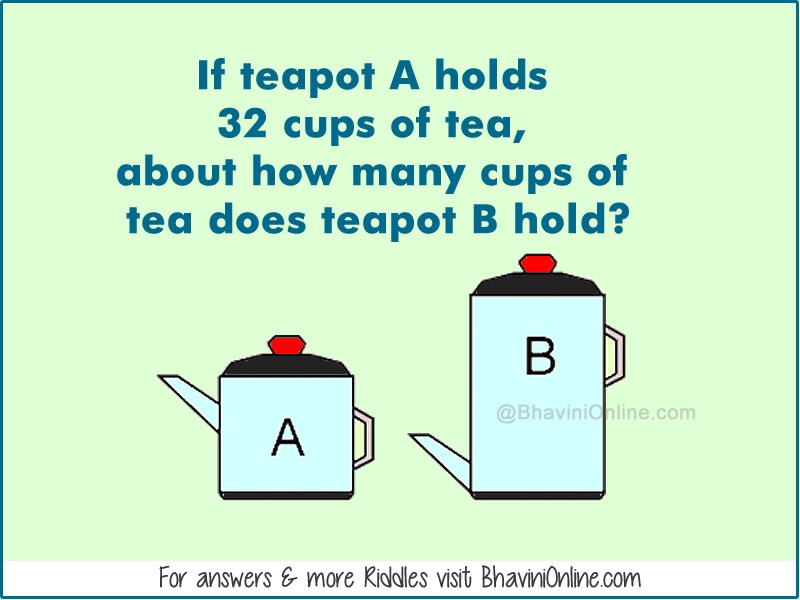 If teapot A holds
32 cups of tea,
about how many cups of
tea does teapot B hold?
A
B
@BhaviniOnline.com
For answers & more Riddles visit BhaviniOnline.com